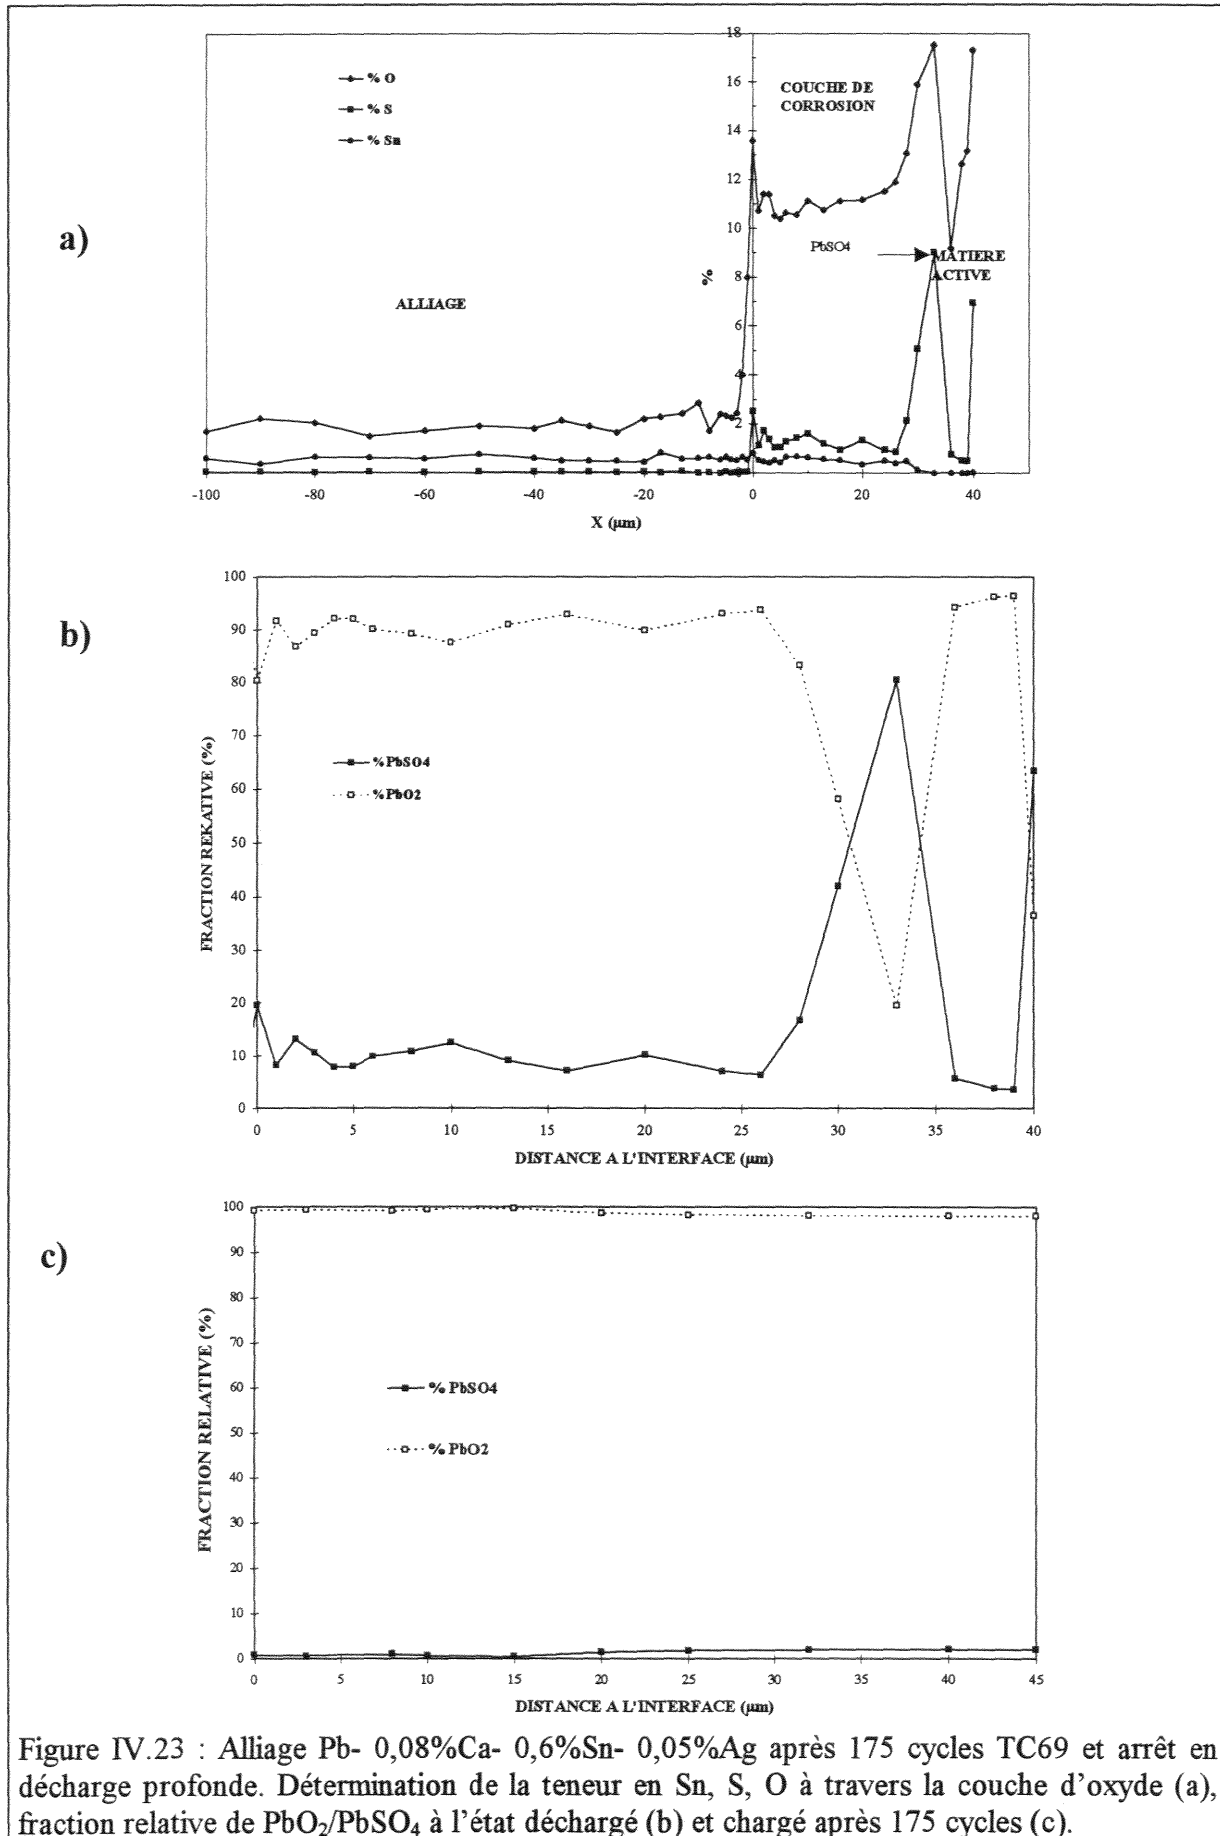 a)
% O
% S
% Sn
COUCHE DE
CORROSION
PbSO4
MATIERE
ACTIVE
ALLIAGE
%
18
16
14
12
10
8
6
4
2
0
-100 -80 -60 -40 -20 0 20 40
X (µm)
b)
FRACTION REKATIVE (%)
100
90
80
70
60
50
40
30
20
10
0
%PbSO4
%PbO2
0 5 10 15 20 25 30 35 40
DISTANCE A L'INTERFACE (µm)
c)
FRACTION RELATIVE (%)
100
90
80
70
60
50
40
30
20
10
0
% PbSO4
% PbO2
0 5 10 15 20 25 30 35 40 45
DISTANCE A L'INTERFACE (µm)
Figure IV.23 : Alliage Pb- 0,08%Ca- 0,6%Sn- 0,05%Ag après 175 cycles TC69 et arrêt en
décharge profonde. Détermination de la teneur en Sn, S, O à travers la couche d'oxyde (a),
fraction relative de PbO₂/PbSO₄ à l'état déchargé (b) et chargé après 175 cycles (c).